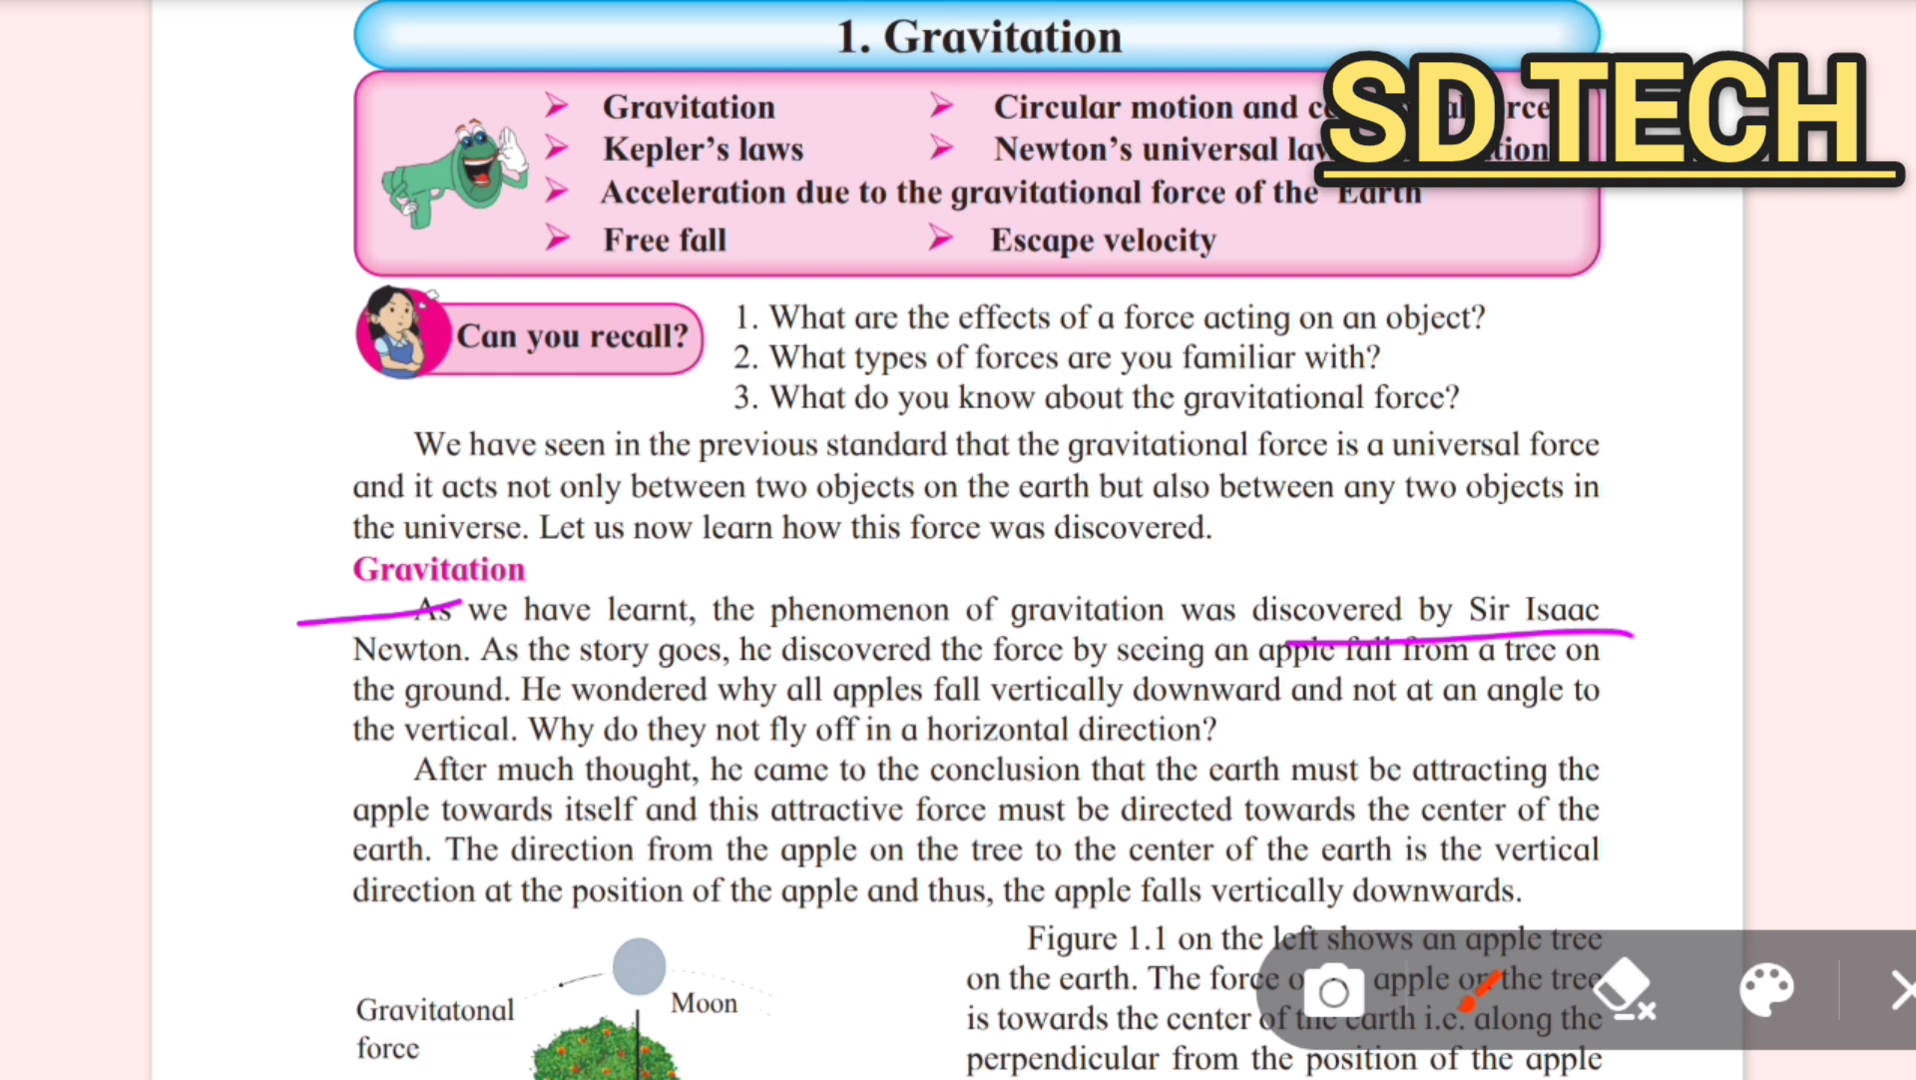 1. Gravitation
SD TECH
Gravitation
Circular motion and
Kepler's laws
Newton's universal
Acceleration due to the gravitational force of the Earth
Free fall
Escape velocity
Can you recall?
1. What are the effects of a force acting on an object?
2. What types of forces are you familiar with?
3. What do you know about the gravitational force?
We have seen in the previous standard that the gravitational force is a universal force
and it acts not only between two objects on the earth but also between any two objects in
the universe. Let us now learn how this force was discovered.
Gravitation
As we have learnt, the phenomenon of gravitation was discovered by Sir Isaac
Newton. As the story goes, he discovered the force by seeing an apple fall from a tree on
the ground. He wondered why all apples fall vertically downward and not at an angle to
the vertical. Why do they not fly off in a horizontal direction?
After much thought, he came to the conclusion that the earth must be attracting the
apple towards itself and this attractive force must be directed towards the center of the
earth. The direction from the apple on the tree to the center of the earth is the vertical
direction at the position of the apple and thus, the apple falls vertically downwards.
Figure 1.1 on the left shows an apple tree
on the earth. The force apple on the tree
is towards the center of the earth i.e. along the
perpendicular from the position of the apple
Moon
Gravitatonal
force